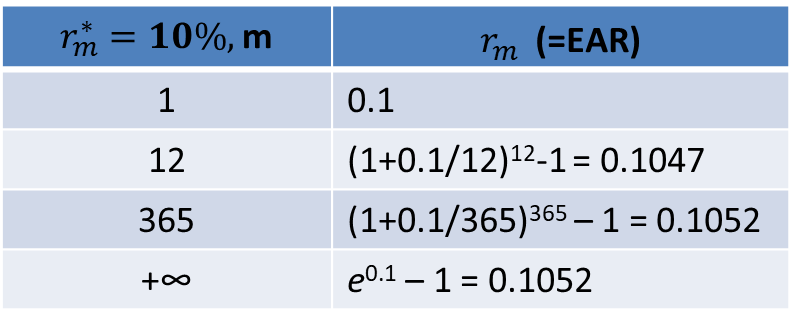 r*ₘ = 10%, m rₘ (=EAR)
1 0.1
12 (1+0.1/12)¹²-1 = 0.1047
365 (1+0.1/365)³⁶⁵ – 1 = 0.1052
+∞ e⁰·¹ – 1 = 0.1052